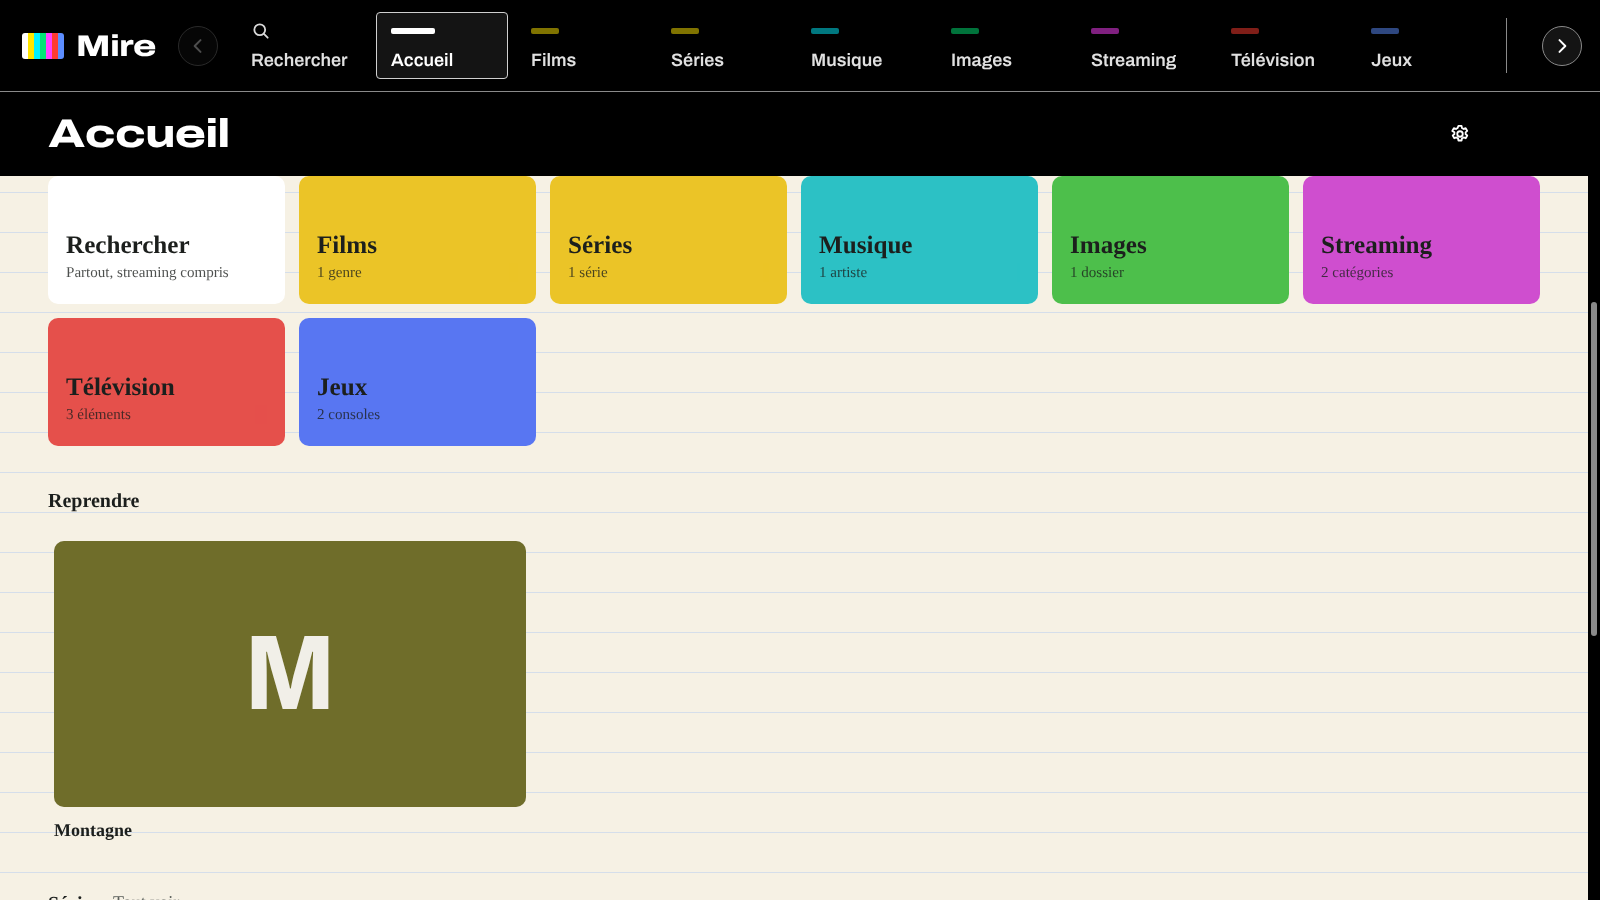 Mire
Rechercher
Accueil
Films
Séries
Musique
Images
Streaming
Télévision
Jeux
Accueil
Rechercher
Partout, streaming compris
Films
1 genre
Séries
1 série
Musique
1 artiste
Images
1 dossier
Streaming
2 catégories
Télévision
3 éléments
Jeux
2 consoles
Reprendre
M
Montagne